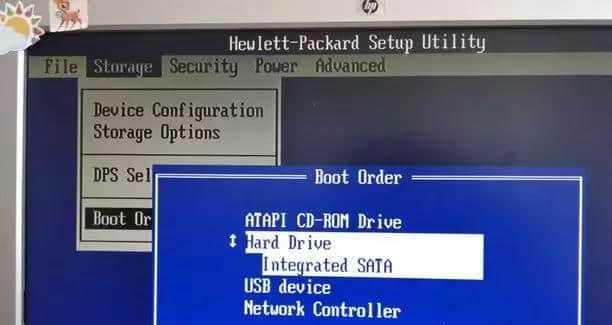 hp
Hewlett-Packard Setup Utility
File Storage Security Power Advanced
Device Configuration
Storage Options
DPS Sel
Boot Or
Boot Order
ATAPI CD-ROM Drive
Hard Drive
Integrated SATA
USB device
Network Controller